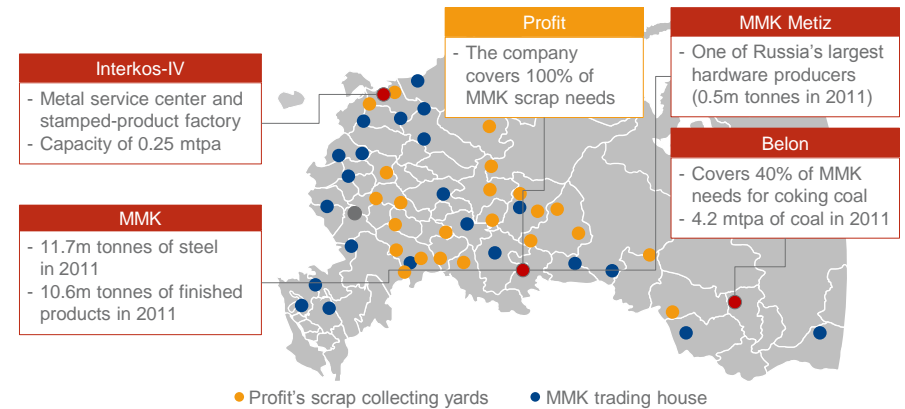 Profit
- The company
covers 100% of
MMK scrap needs
MMK Metiz
- One of Russia's largest
hardware producers
(0.5m tonnes in 2011)
Interkos-IV
- Metal service center and
stamped-product factory
- Capacity of 0.25 mtpa
Belon
- Covers 40% of MMK
needs for coking coal
- 4.2 mtpa of coal in 2011
MMK
- 11.7m tonnes of steel
in 2011
- 10.6m tonnes of finished
products in 2011
Profit's scrap collecting yards
MMK trading house